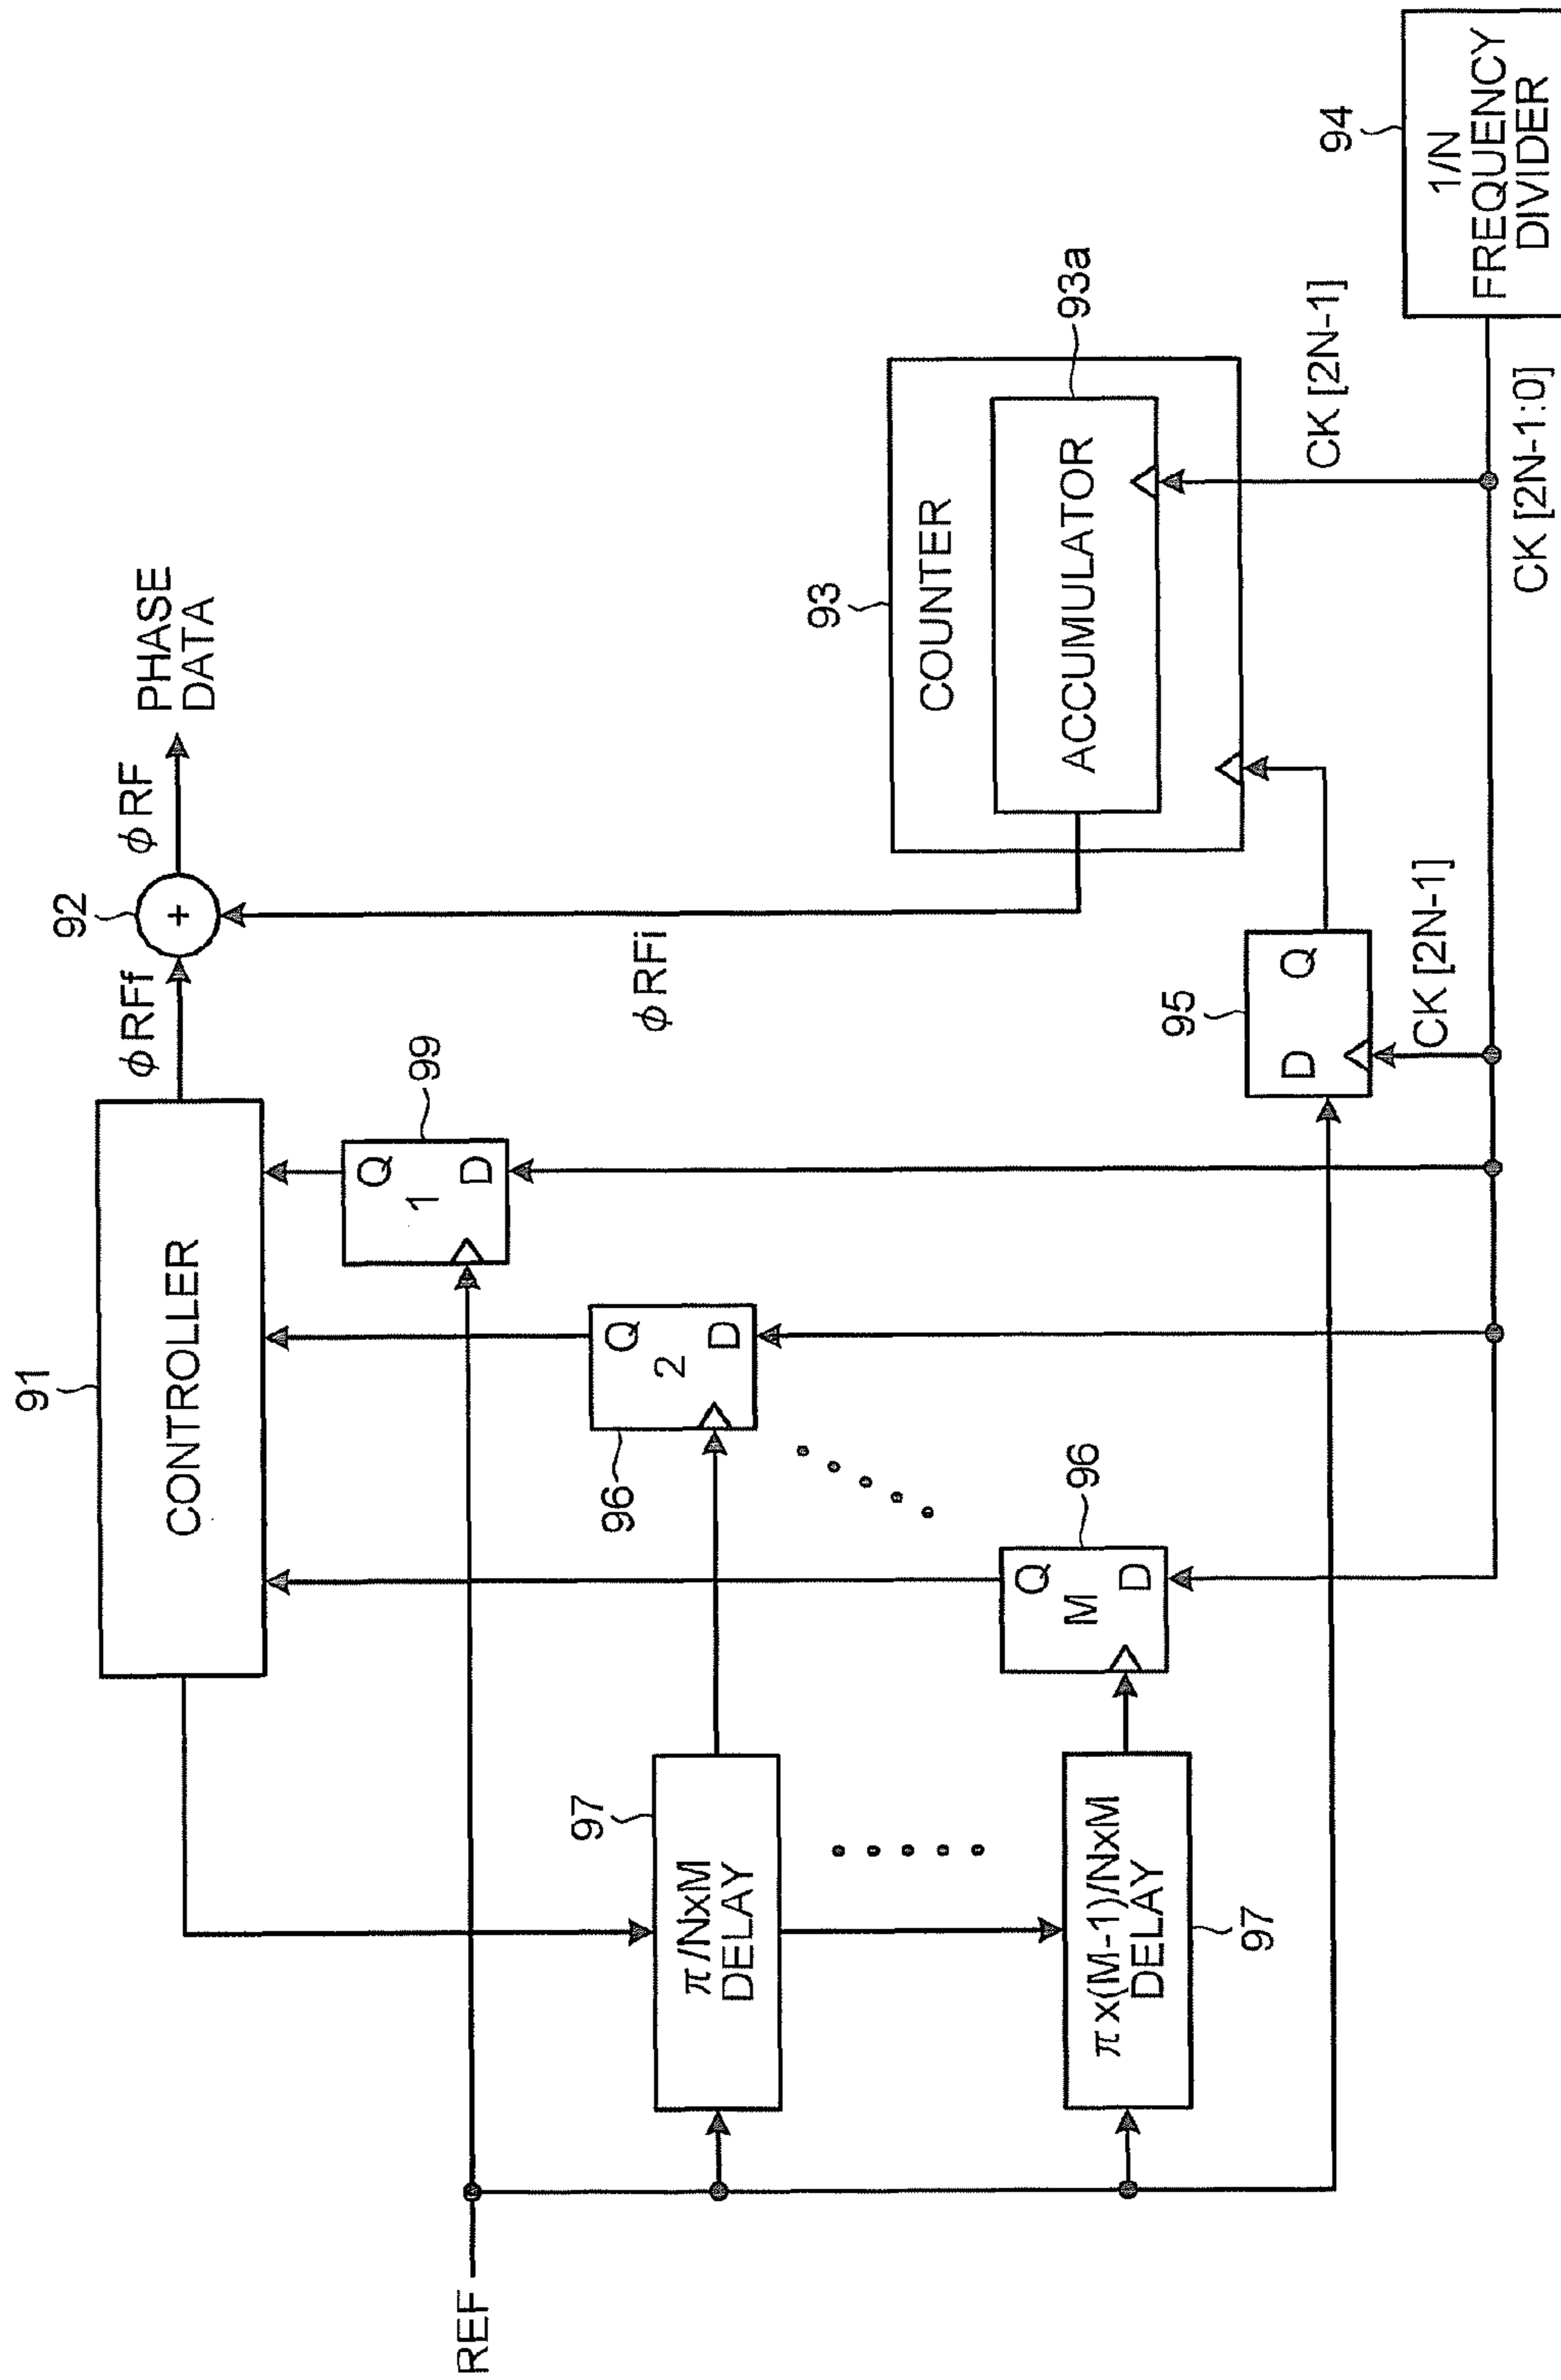 91
CONTROLLER
φRFf
92
+
φRF
PHASE
DATA
99
Q
1
D
Q
2
D
96
φRFi
93
COUNTER
ACCUMULATOR
93a
96
Q
M
D
97
π/NxM
DELAY
πx(M-1)/NxM
DELAY
97
REF
95
D
Q
CK [2N-1]
CK [2N-1]
94
1/N
FREQUENCY
DIVIDER
CK [2N-1:0]